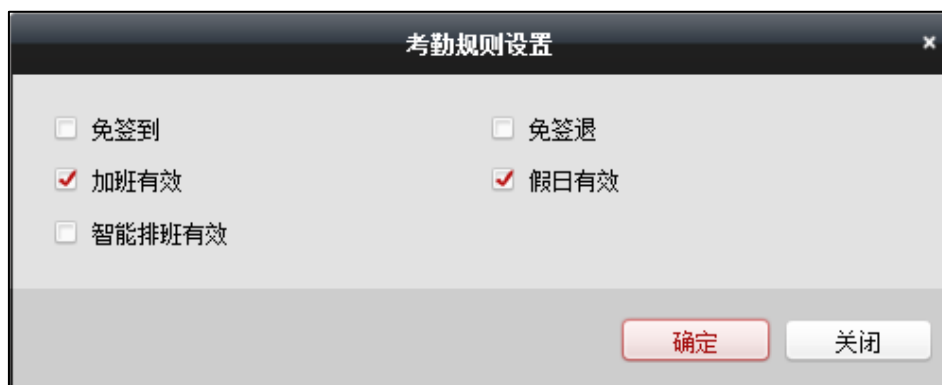 考勤规则设置
免签到 免签退
加班有效 假日有效
智能排班有效
确定 关闭